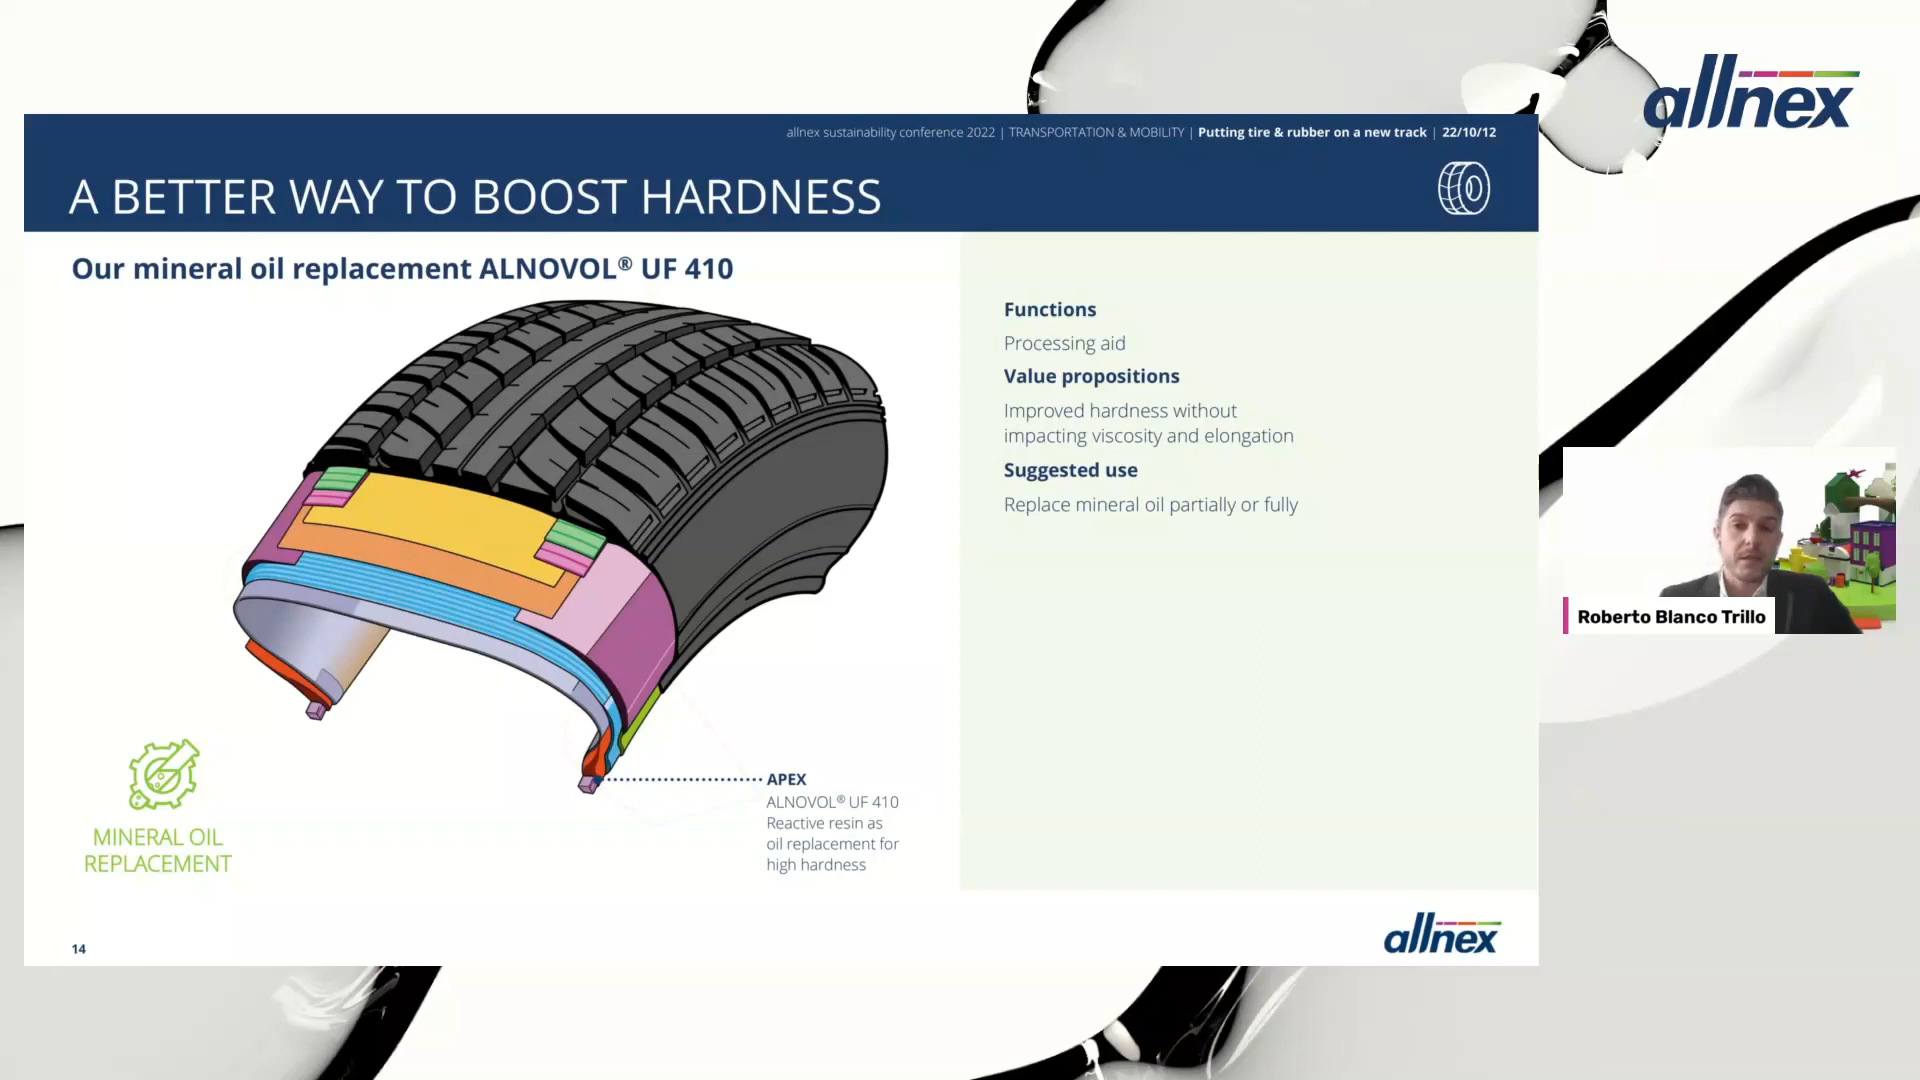 allnex
allnex sustainability conference 2022 | TRANSPORTATION & MOBILITY | Putting tire & rubber on a new track | 22/10/12
A BETTER WAY TO BOOST HARDNESS
Our mineral oil replacement ALNOVOL® UF 410
Functions
Processing aid
Value propositions
Improved hardness without
impacting viscosity and elongation
Suggested use
Replace mineral oil partially or fully
Roberto Blanco Trillo
APEX
ALNOVOL® UF 410
Reactive resin as
oil replacement for
high hardness
MINERAL OIL
REPLACEMENT
14
allnex